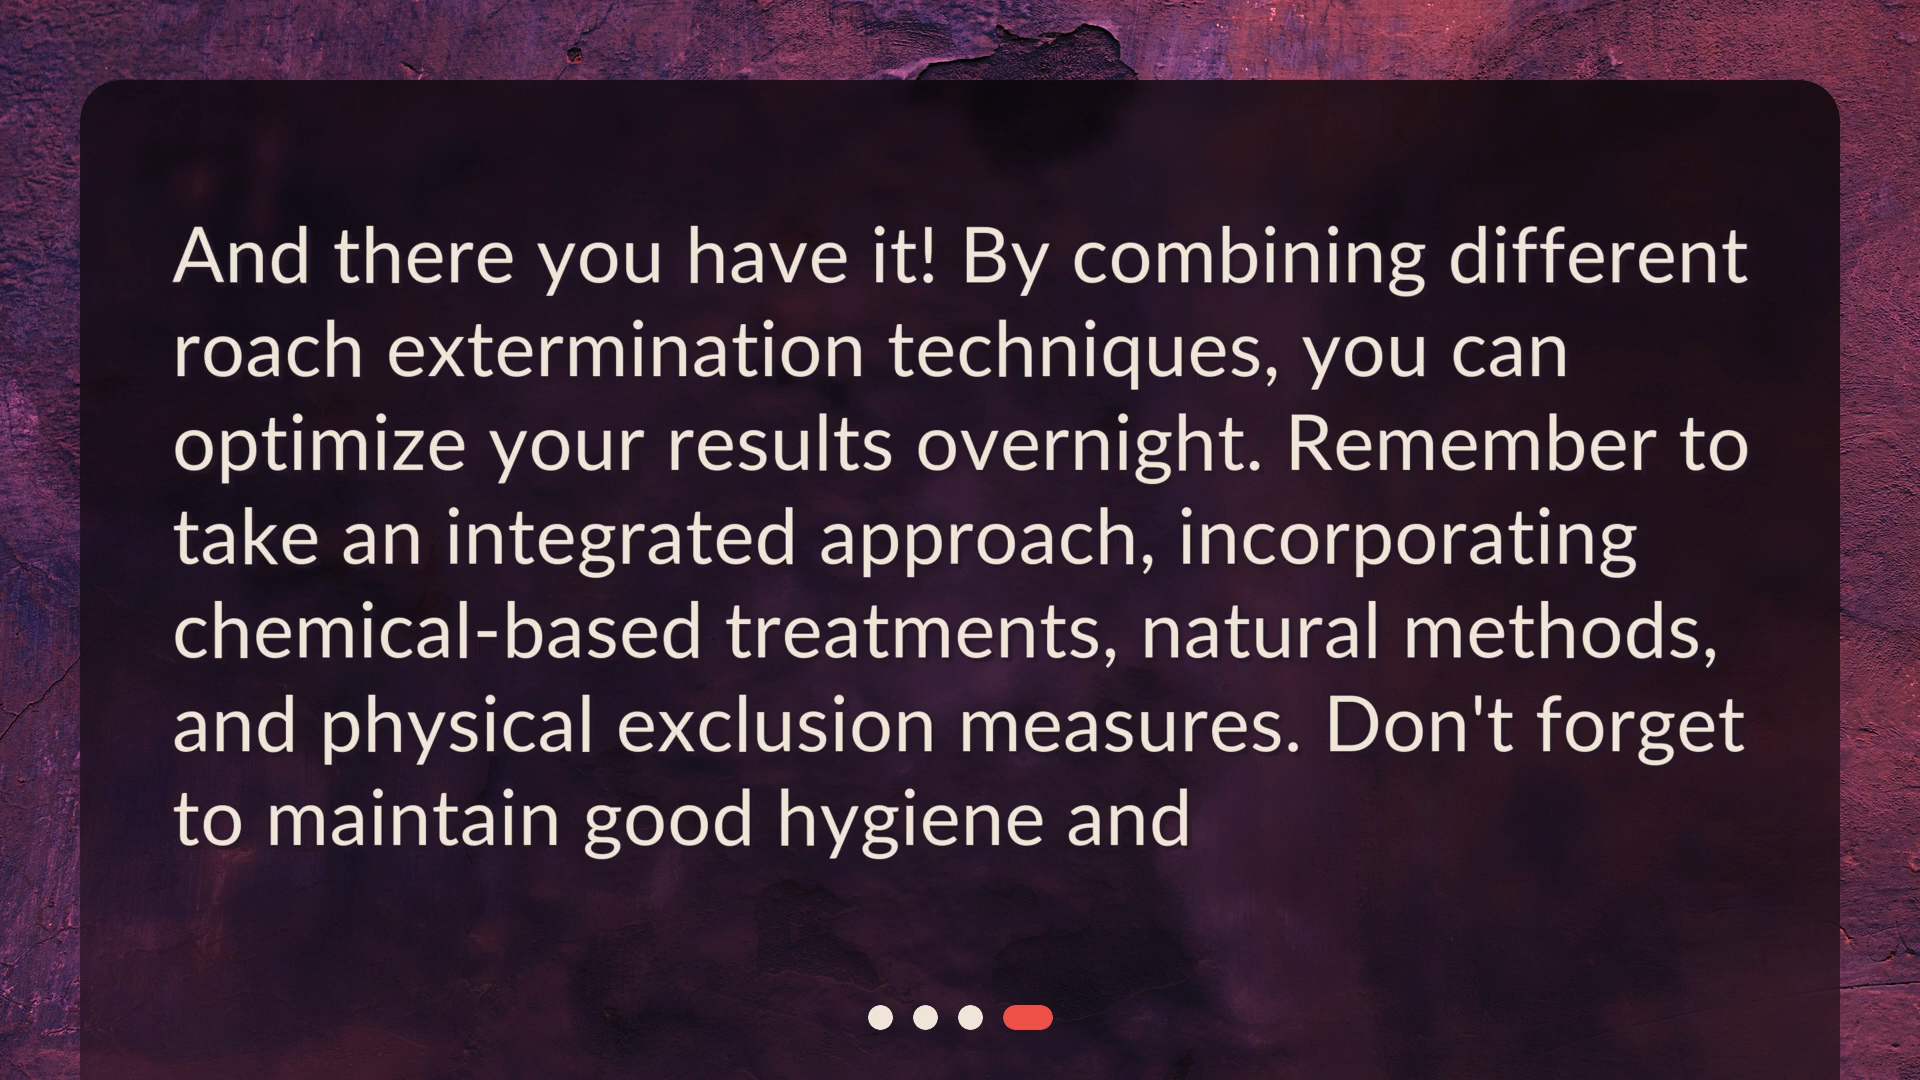 And there you have it! By combining different
roach extermination techniques, you can
optimize your results overnight. Remember to
take an integrated approach, incorporating
chemical-based treatments, natural methods,
and physical exclusion measures. Don't forget
to maintain good hygiene and